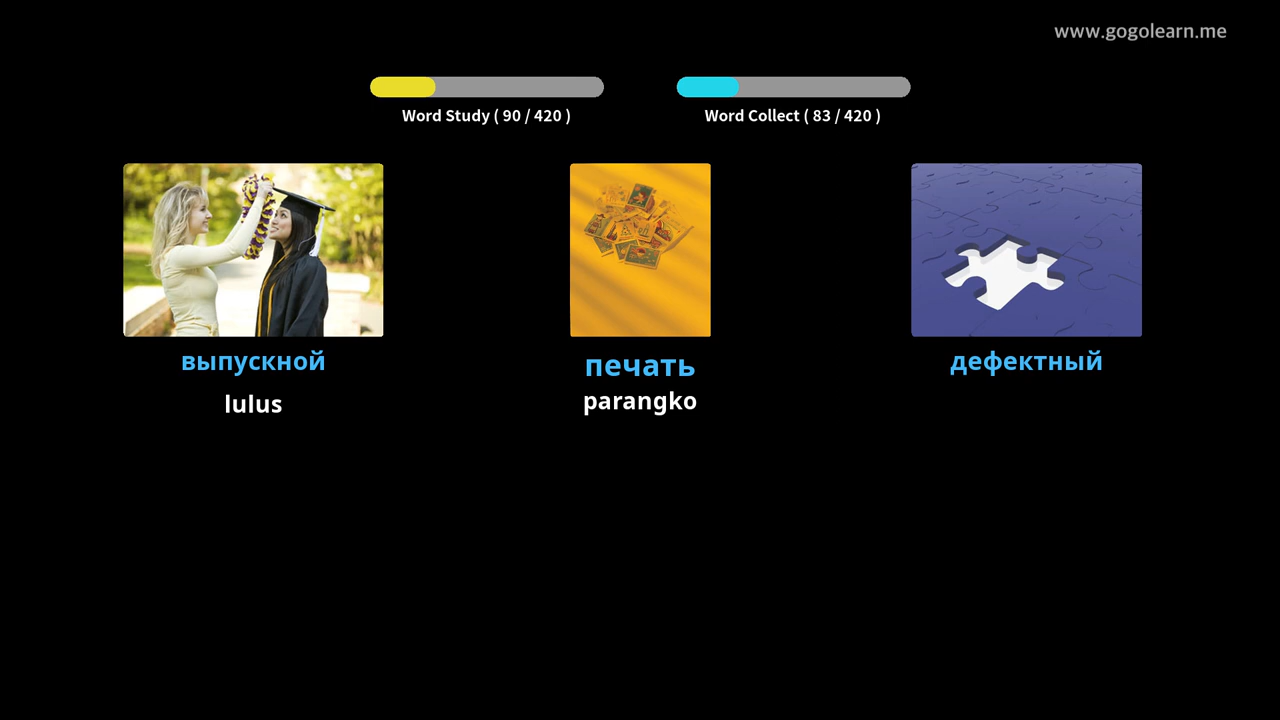 www.gogolearn.me
Word Study ( 90 / 420 )
Word Collect ( 83 / 420 )
выпускной
печать
дефектный
lulus
parangko